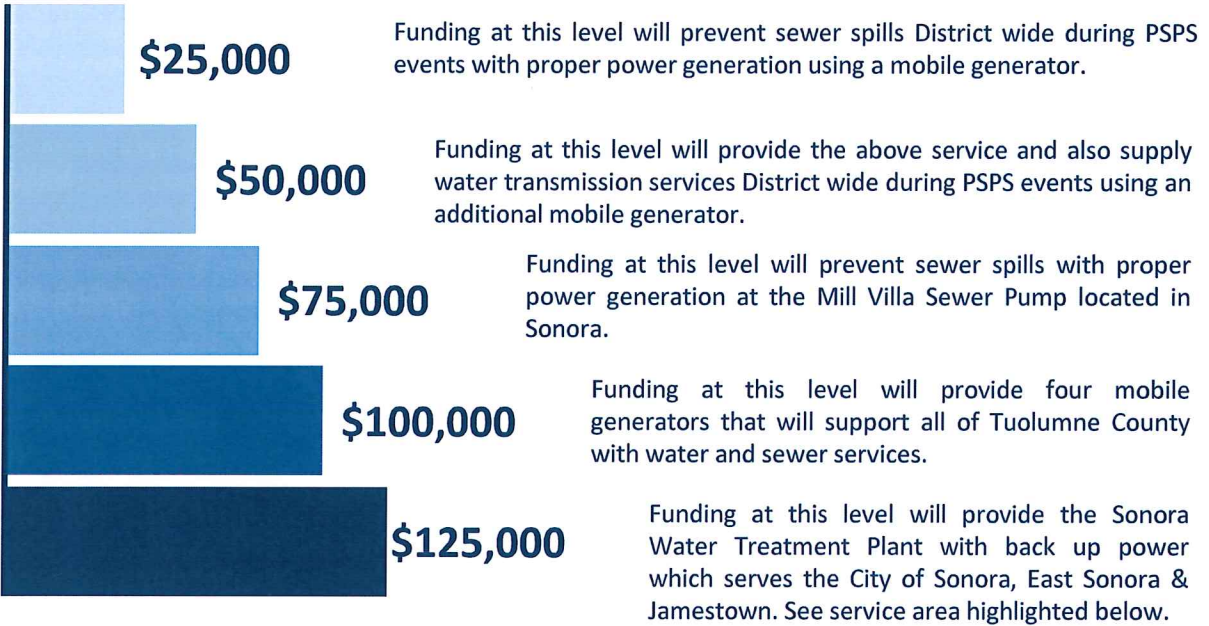 $25,000
Funding at this level will prevent sewer spills District wide during PSPS
events with proper power generation using a mobile generator.
$50,000
Funding at this level will provide the above service and also supply
water transmission services District wide during PSPS events using an
additional mobile generator.
$75,000
Funding at this level will prevent sewer spills with proper
power generation at the Mill Villa Sewer Pump located in
Sonora.
$100,000
Funding at this level will provide four mobile
generators that will support all of Tuolumne County
with water and sewer services.
$125,000
Funding at this level will provide the Sonora
Water Treatment Plant with back up power
which serves the City of Sonora, East Sonora &
Jamestown. See service area highlighted below.